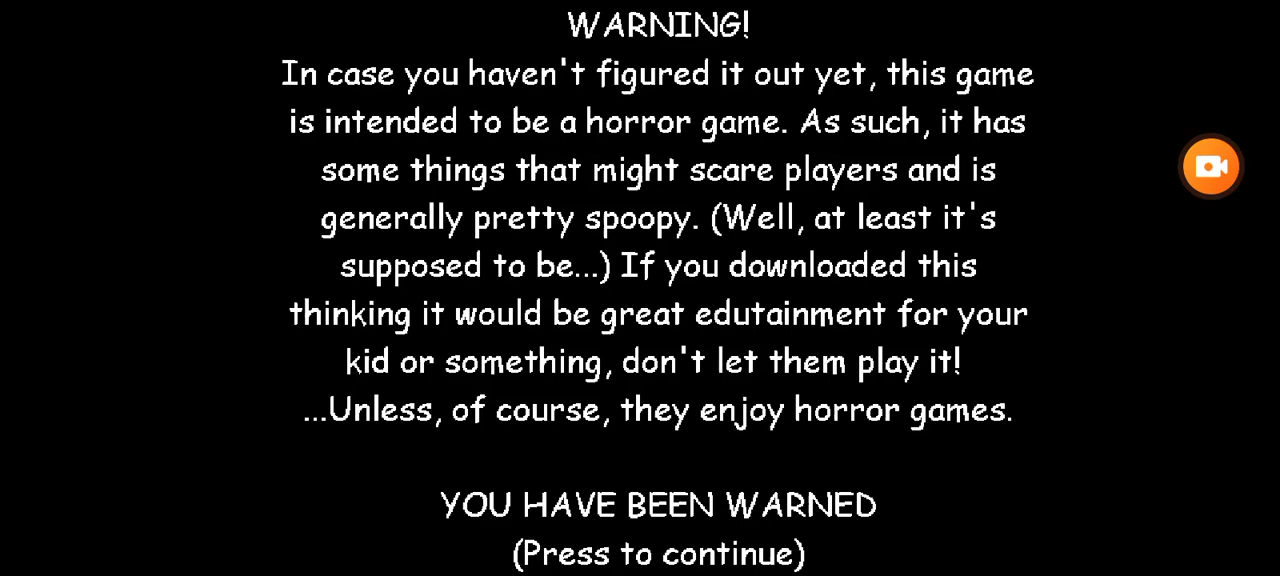 WARNING!
In case you haven't figured it out yet, this game
is intended to be a horror game. As such, it has
some things that might scare players and is
generally pretty spoopy. (Well, at least it's
supposed to be...) If you downloaded this
thinking it would be great edutainment for your
kid or something, don't let them play it!
...Unless, of course, they enjoy horror games.
YOU HAVE BEEN WARNED
(Press to continue)